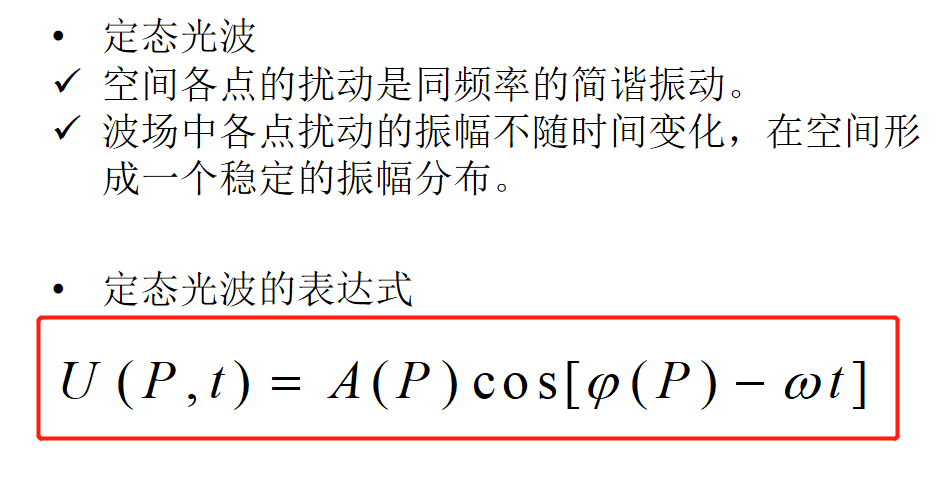 • 定态光波
✓ 空间各点的扰动是同频率的简谐振动。
✓ 波场中各点扰动的振幅不随时间变化，在空间形
成一个稳定的振幅分布。
• 定态光波的表达式
U(P,t) = A(P)cos[φ(P) − ωt]